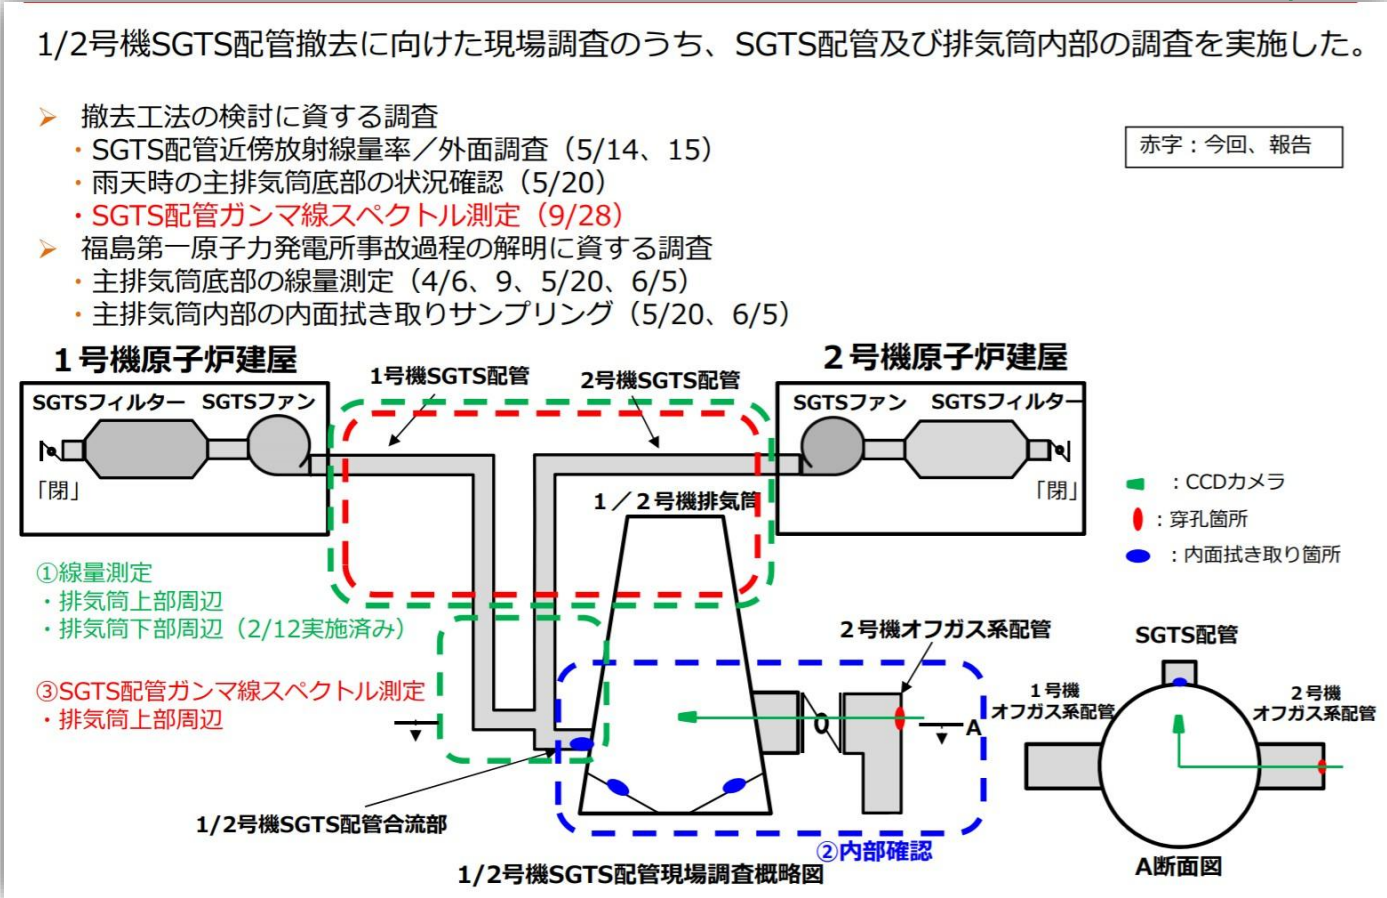 1/2号機SGTS配管撤去に向けた現場調査のうち、SGTS配管及び排気筒内部の調査を実施した。
➢ 撤去工法の検討に資する調査
・SGTS配管近傍放射線量率／外面調査（5/14、15）
・雨天時の主排気筒底部の状況確認（5/20）
・SGTS配管ガンマ線スペクトル測定（9/28）
➢ 福島第一原子力発電所事故過程の解明に資する調査
・主排気筒底部の線量測定（4/6、9、5/20、6/5）
・主排気筒内部の内面拭き取りサンプリング（5/20、6/5）
赤字：今回、報告
１号機原子炉建屋
SGTSフィルター
SGTSファン
「閉」
1号機SGTS配管
2号機SGTS配管
２号機原子炉建屋
SGTSファン
SGTSフィルター
「閉」
１／２号機排気筒
：CCDカメラ
：穿孔箇所
：内面拭き取り箇所
①線量測定
・排気筒上部周辺
・排気筒下部周辺（2/12実施済み）
③SGTS配管ガンマ線スペクトル測定
・排気筒上部周辺
２号機オフガス系配管
A
1/2号機SGTS配管合流部
②内部確認
1/2号機SGTS配管現場調査概略図
SGTS配管
１号機
オフガス系配管
２号機
オフガス系配管
A断面図